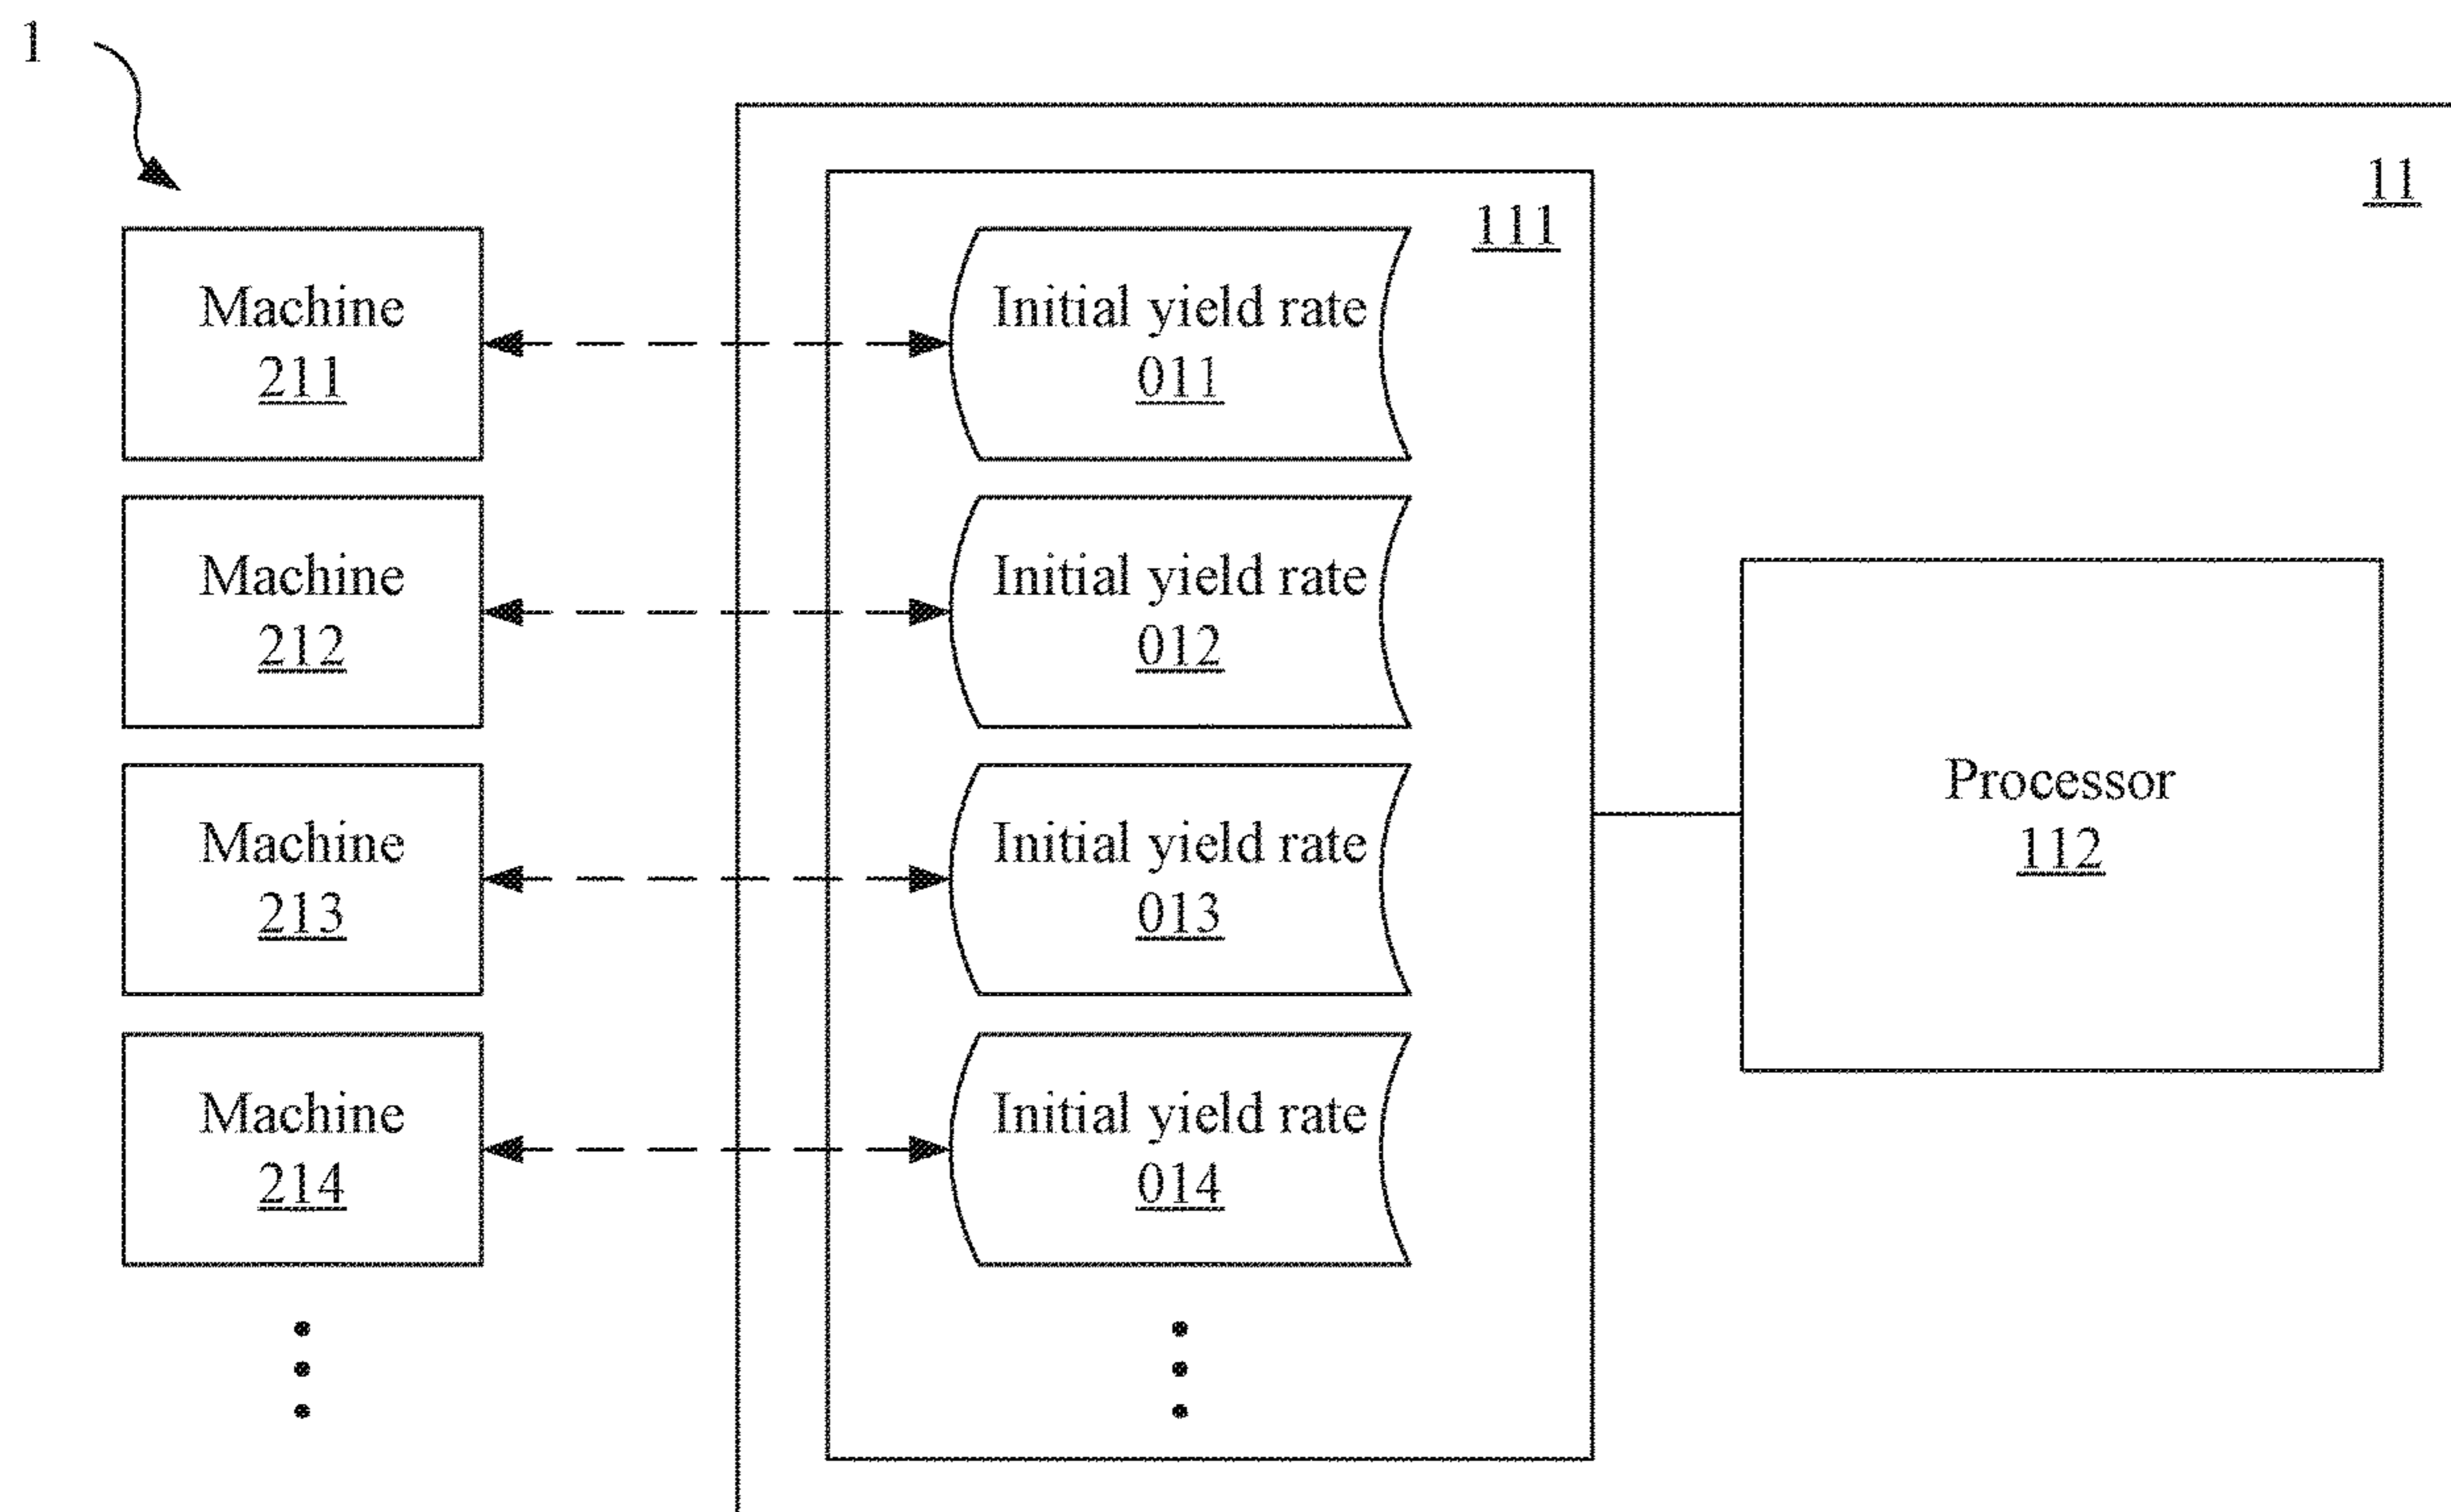 1
11
111
Machine
211
Initial yield rate
011
Machine
212
Initial yield rate
012
Machine
213
Initial yield rate
013
Processor
112
Machine
214
Initial yield rate
014